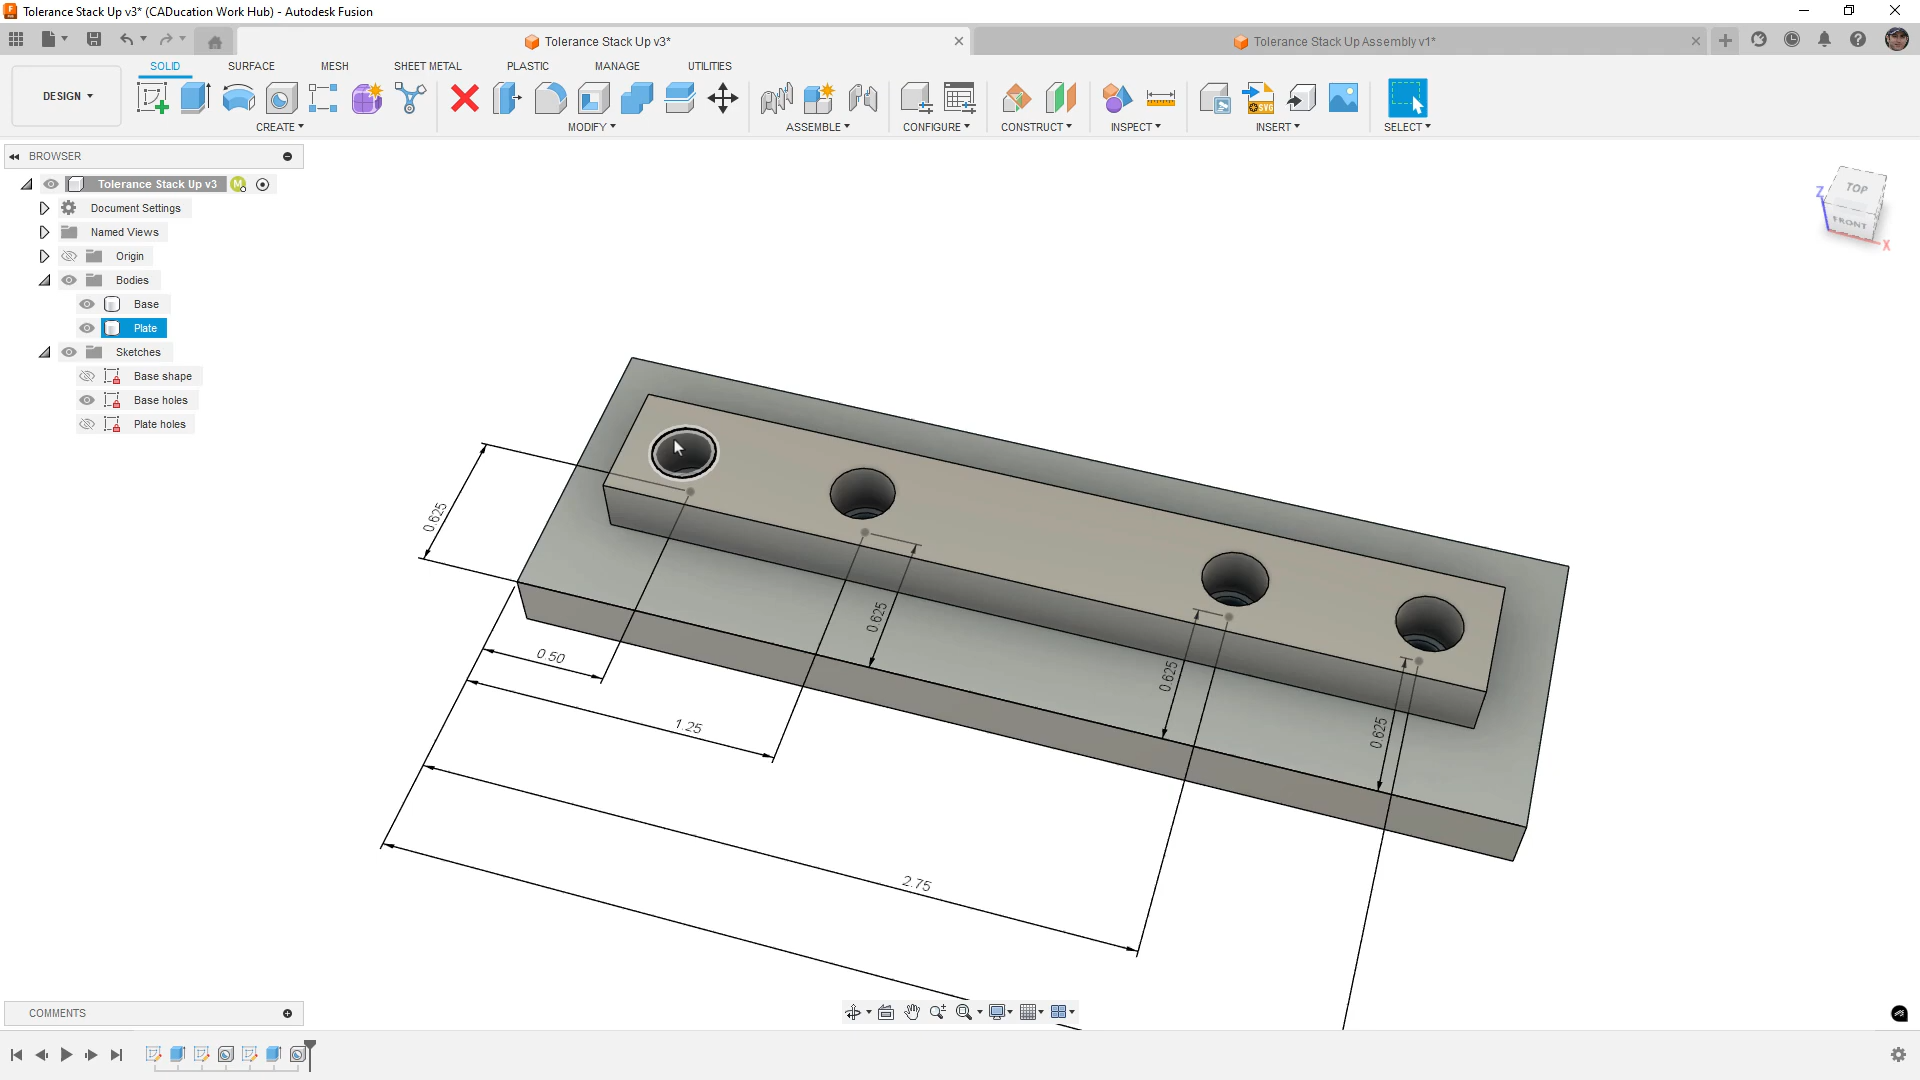 Tolerance Stack Up v3* (CADucation Work Hub) - Autodesk Fusion
Tolerance Stack Up v3*
Tolerance Stack Up Assembly v1*
DESIGN
SOLID
SURFACE
MESH
SHEET METAL
PLASTIC
MANAGE
UTILITIES
CREATE
MODIFY
ASSEMBLE
CONFIGURE
CONSTRUCT
INSPECT
INSERT
SELECT
BROWSER
Tolerance Stack Up v3
M
Document Settings
Named Views
Origin
Bodies
Base
Plate
Sketches
Base shape
Base holes
Plate holes
TOP
FRONT
Z
X
0.625
0.625
0.625
0.625
0.50
1.25
2.75
COMMENTS